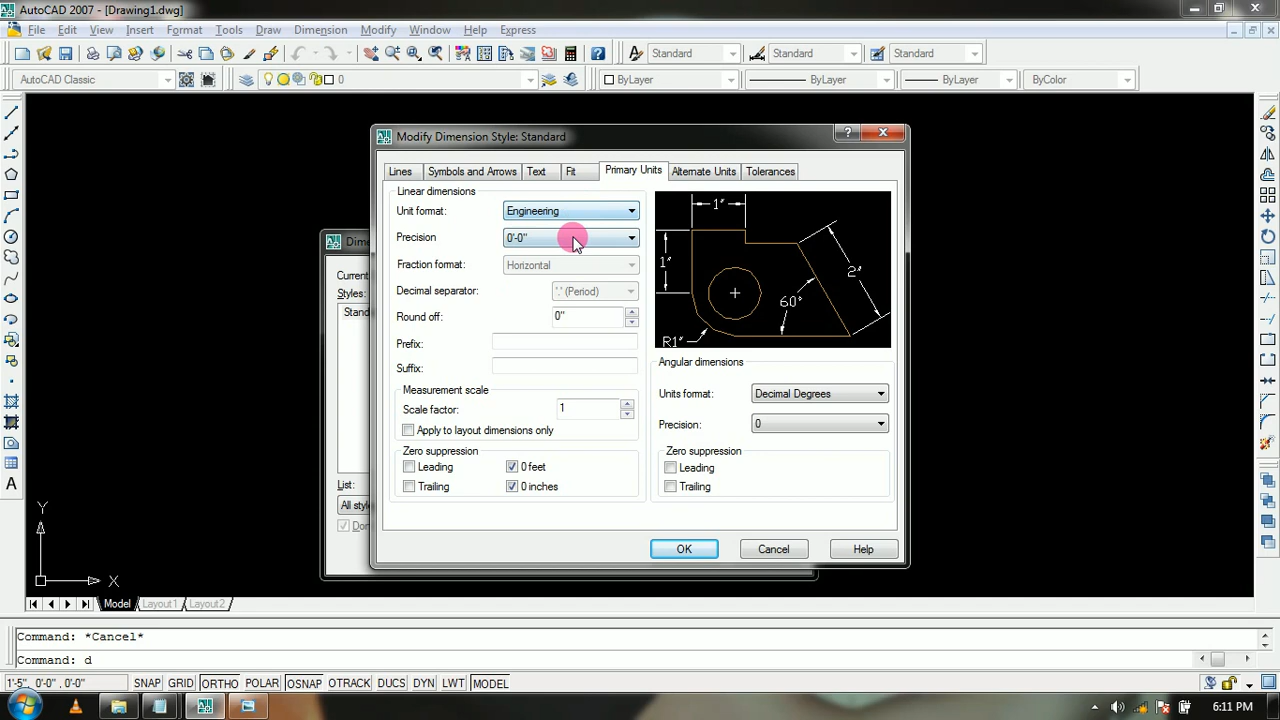 AutoCAD 2007 - [Drawing1.dwg]
File Edit View Insert Format Tools Draw Dimension Modify Window Help Express
Standard Standard Standard
AutoCAD Classic 0 ByLayer ByLayer ByLayer ByColor
Modify Dimension Style: Standard
Lines Symbols and Arrows Text Fit Primary Units Alternate Units Tolerances
Linear dimensions
Unit format: Engineering
Precision 0'-0"
Fraction format: Horizontal
Decimal separator: '.' (Period)
Round off: 0"
Prefix:
Suffix:
Measurement scale
Scale factor: 1
Apply to layout dimensions only
Zero suppression
Leading 0 feet
Trailing 0 inches
1"
1"
2"
60°
R1"
Angular dimensions
Units format: Decimal Degrees
Precision: 0
Zero suppression
Leading
Trailing
OK Cancel Help
Dime
Current
Styles:
Stand
List:
All style
Don
Y
X
Model Layout1 Layout2
Command: *Cancel*
Command: d
1'-5", 0'-0" , 0'-0" SNAP GRID ORTHO POLAR OSNAP OTRACK DUCS DYN LWT MODEL
6:11 PM